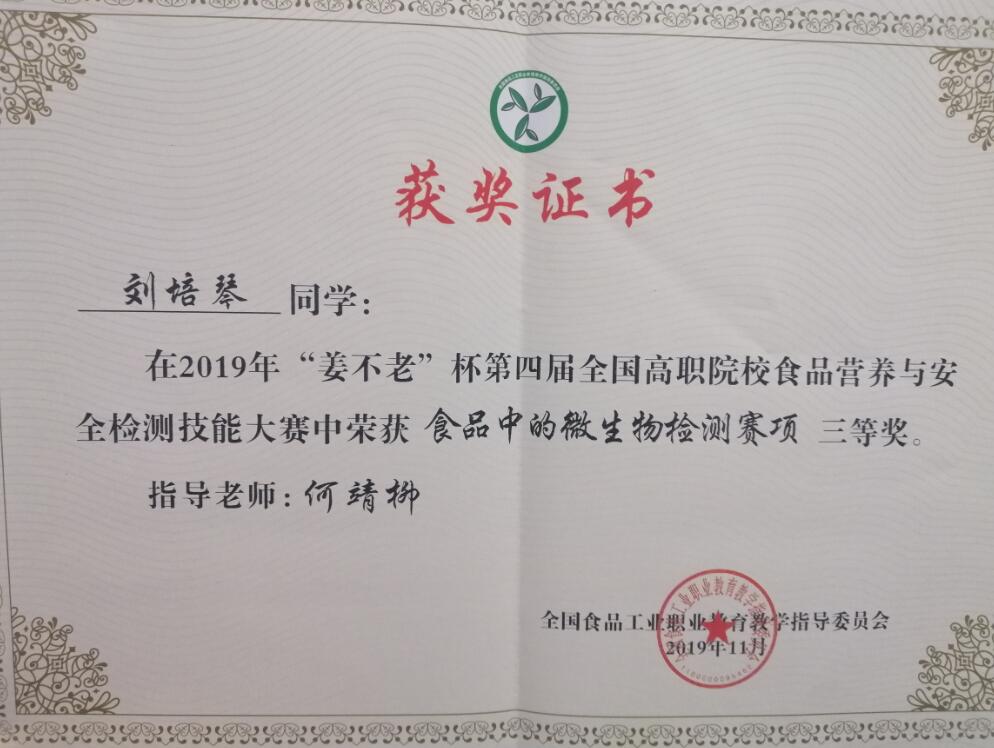 获奖证书
刘培琴 同学：
在2019年“姜不老”杯第四届全国高职院校食品营养与安
全检测技能大赛中荣获 食品中的微生物检测赛项 三等奖。
指导老师：何靖柳
全国食品工业职业教育教学指导委员会
2019年11月